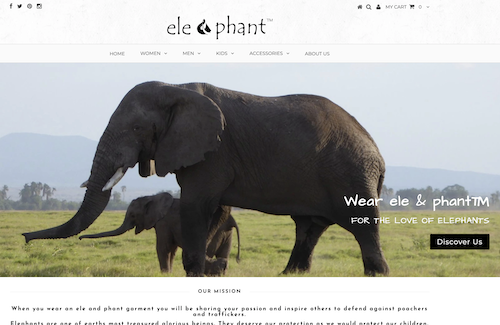 MY CART 0
ele phant™
HOME WOMEN MEN KIDS ACCESSORIES ABOUT US
Wear ele & phantTM
FOR THE LOVE OF ELEPHANTS
Discover Us
OUR MISSION
When you wear an ele and phant garment you will be sharing your passion and inspire others to defend against poachers
and traffickers.
Elephants are one of earths most treasured glorious beings. They deserve our protection as we would protect our children.